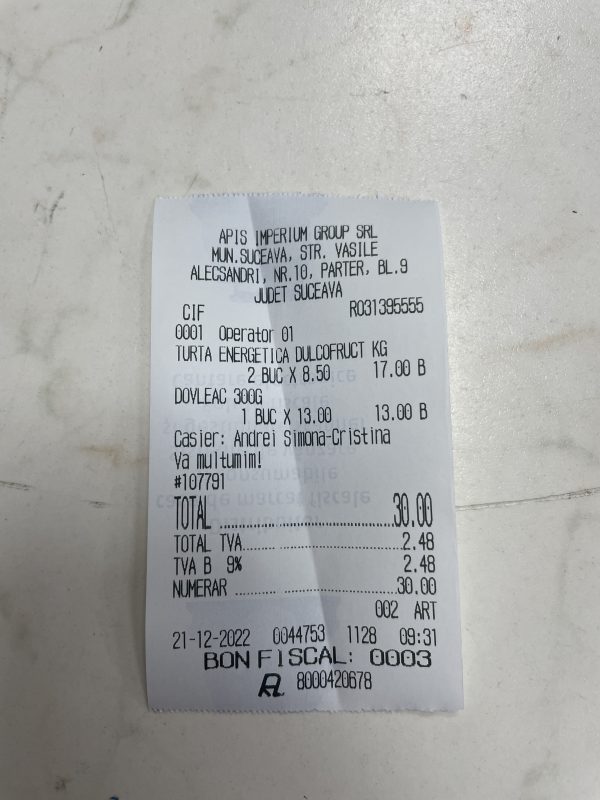 APIS IMPERIUM GROUP SRL
MUN.SUCEAVA, STR. VASILE
ALECSANDRI, NR.10, PARTER, BL.9
JUDET SUCEAVA
CIF RO31395555
0001 Operator 01
TURTA ENERGETICA DULCOFRUCT KG
2 BUC X 8.50 17.00 B
DOVLEAC 300G
1 BUC X 13.00 13.00 B
Casier: Andrei Simona-Cristina
Va multumim!
#107791
TOTAL ........................30.00
TOTAL TVA..... ....................2.48
TVA B 9% 2.48
NUMERAR ....... ....................30.00
002 ART
21-12-2022 0044753 1128 09:31
BON FISCAL: 0003
8000420678